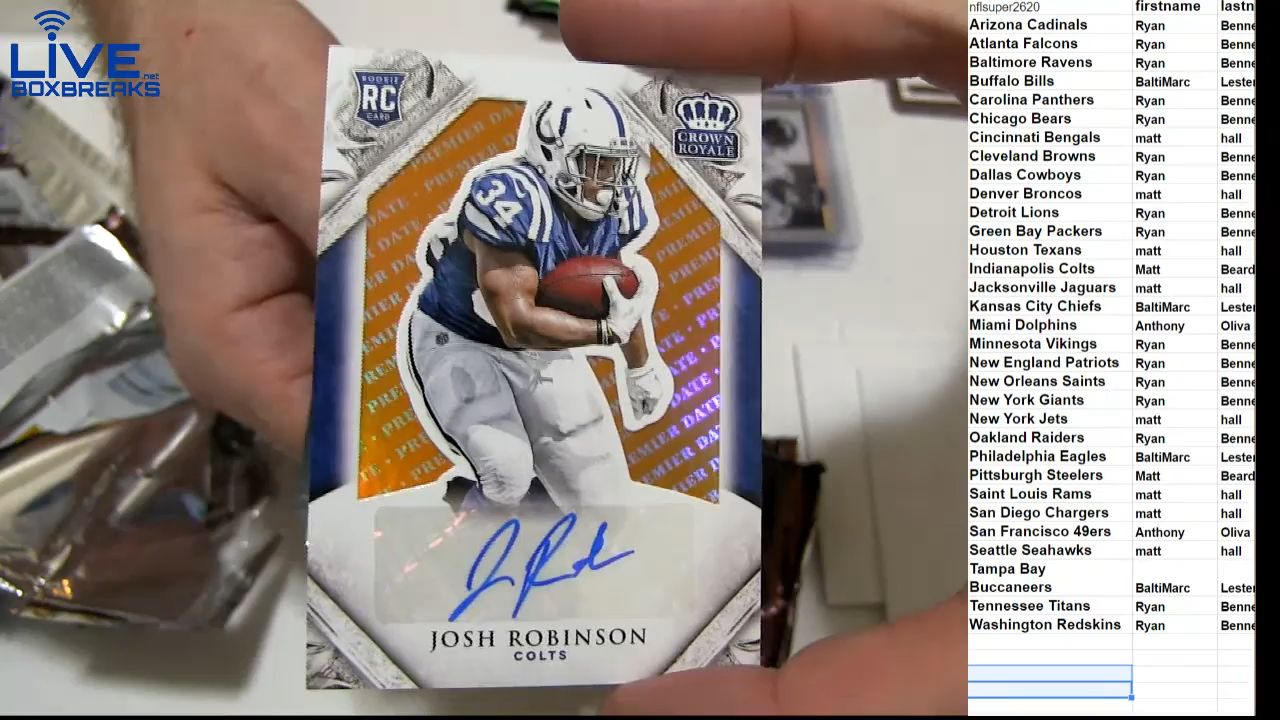 LIVE.net
BOXBREAKS
ROOKIE
RC
CARD
CROWN
ROYALE
PREMIER DATE
34
JOSH ROBINSON
COLTS
nflsuper2620 firstname lastn
Arizona Cadinals Ryan Benne
Atlanta Falcons Ryan Benne
Baltimore Ravens Ryan Benne
Buffalo Bills BaltiMarc Leste
Carolina Panthers Ryan Benne
Chicago Bears Ryan Benne
Cincinnati Bengals matt hall
Cleveland Browns Ryan Benne
Dallas Cowboys Ryan Benne
Denver Broncos matt hall
Detroit Lions Ryan Benne
Green Bay Packers Ryan Benne
Houston Texans matt hall
Indianapolis Colts Matt Beard
Jacksonville Jaguars matt hall
Kansas City Chiefs BaltiMarc Leste
Miami Dolphins Anthony Oliva
Minnesota Vikings Ryan Benne
New England Patriots Ryan Benne
New Orleans Saints Ryan Benne
New York Giants Ryan Benne
New York Jets matt hall
Oakland Raiders Ryan Benne
Philadelphia Eagles BaltiMarc Leste
Pittsburgh Steelers Matt Beard
Saint Louis Rams matt hall
San Diego Chargers matt hall
San Francisco 49ers Anthony Oliva
Seattle Seahawks matt hall
Tampa Bay
Buccaneers BaltiMarc Leste
Tennessee Titans Ryan Benne
Washington Redskins Ryan Benne